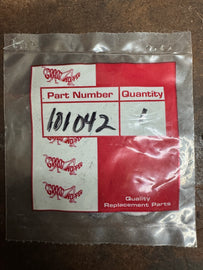 Part Number Quantity
101042 1
Quality
Replacement Parts